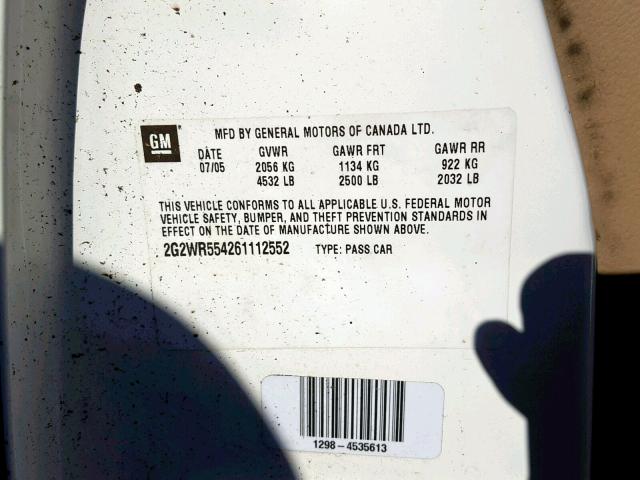 GM
MFD BY GENERAL MOTORS OF CANADA LTD.
DATE GVWR GAWR FRT GAWR RR
07/05 2056 KG 1134 KG 922 KG
4532 LB 2500 LB 2032 LB
THIS VEHICLE CONFORMS TO ALL APPLICABLE U.S. FEDERAL MOTOR
VEHICLE SAFETY, BUMPER, AND THEFT PREVENTION STANDARDS IN
EFFECT ON THE DATE OF MANUFACTURE SHOWN ABOVE.
2G2WR554261112552 TYPE: PASS CAR
1298-4535613